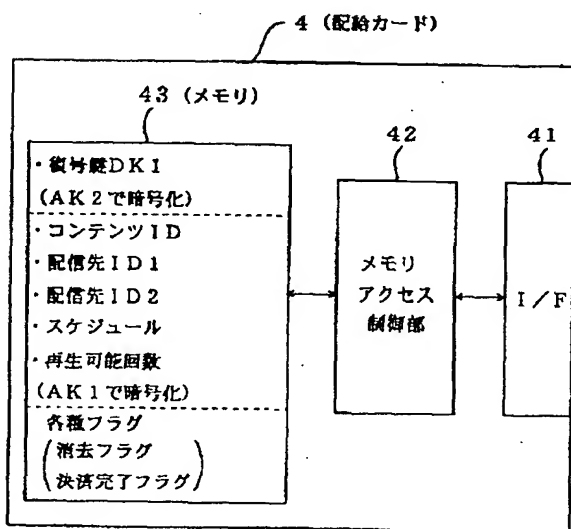 4 (配給カード)
43 (メモリ)
・復号鍵DK1
(AK2で暗号化)
・コンテンツID
・配信先ID1
・配信先ID2
・スケジュール
・再生可能回数
(AK1で暗号化)
各種フラグ
(消去フラグ
決済完了フラグ)
42
メモリ
アクセス
制御部
41
I/F